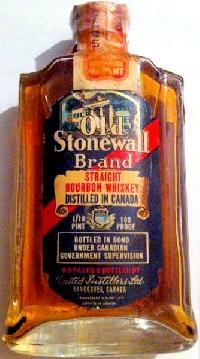 Old
Stonewall
Brand
STRAIGHT
BOURBON WHISKEY
DISTILLED IN CANADA
1/10 100
PINT PROOF
BOTTLED IN BOND
UNDER CANADIAN
GOVERNMENT SUPERVISION
DISTILLED & BOTTLED BY
United Distillers Ltd
VANCOUVER, CANADA